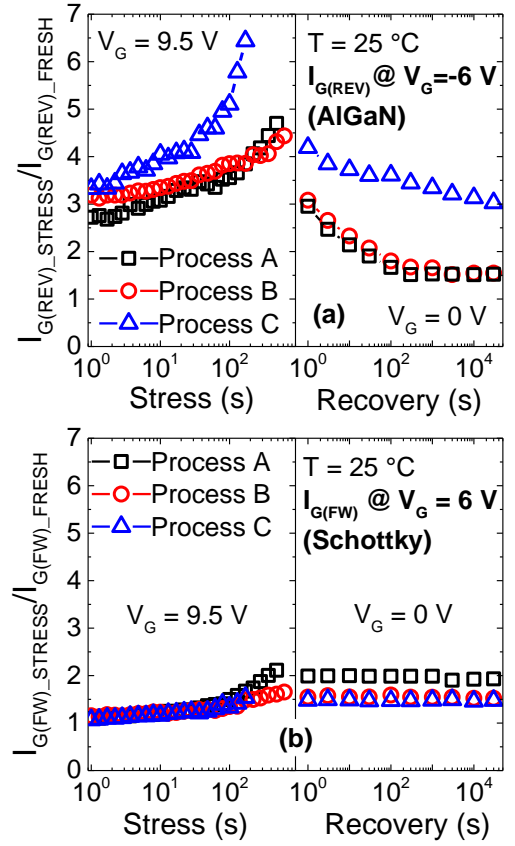 7
6
5
4
3
2
1
0
I_G(REV)_STRESS/I_G(REV)_FRESH
V_G = 9.5 V
Process A
Process B
Process C
10^0 10^1 10^2
Stress (s)
T = 25 °C
I_G(REV) @ V_G=-6 V
(AlGaN)
(a)
V_G = 0 V
10^0 10^2 10^4
Recovery (s)
7
6
5
4
3
2
1
0
I_G(FW)_STRESS/I_G(FW)_FRESH
Process A
Process B
Process C
V_G = 9.5 V
10^0 10^1 10^2
Stress (s)
T = 25 °C
I_G(FW) @ V_G = 6 V
(Schottky)
V_G = 0 V
(b)
10^0 10^2 10^4
Recovery (s)